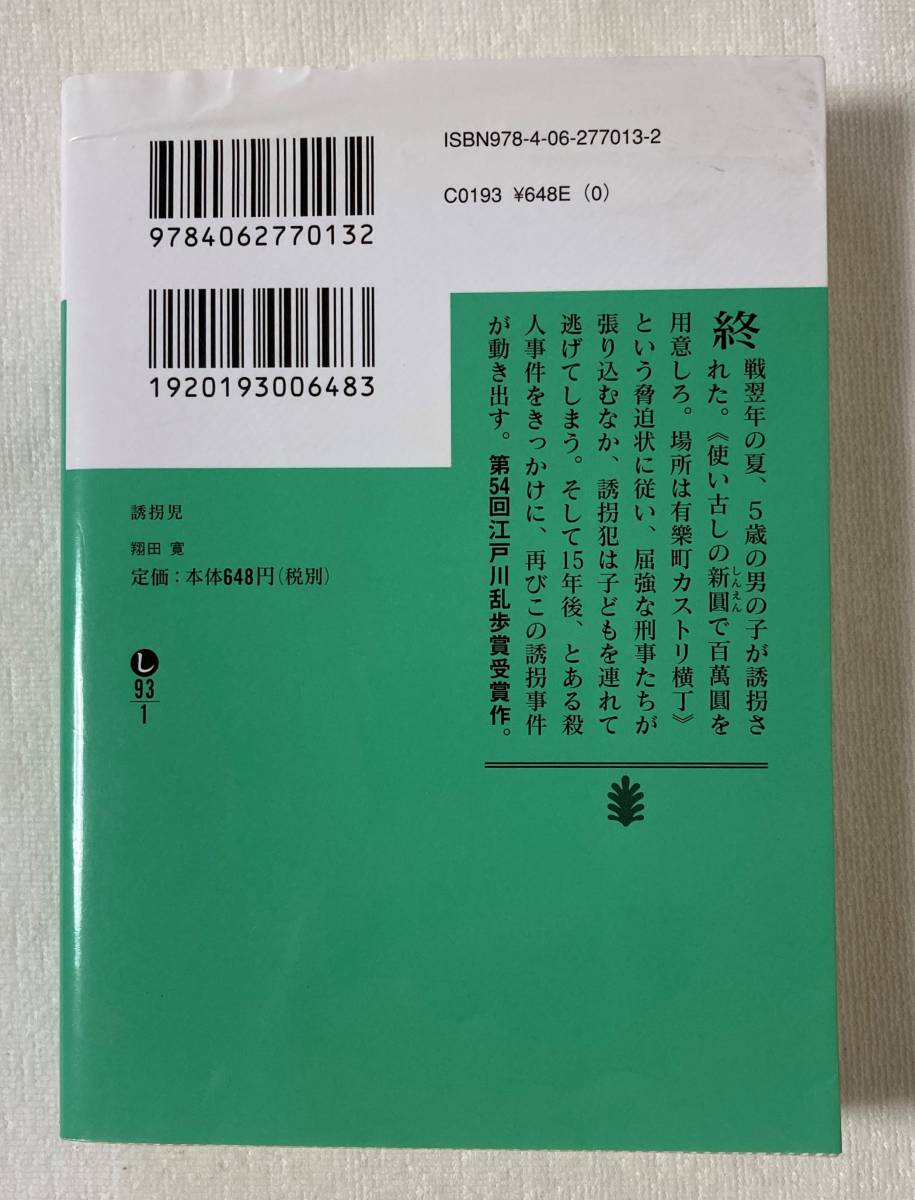 ISBN978-4-06-277013-2
C0193 ¥648E (0)
9784062770132
1920193006483
終戦翌年の夏、5歳の男の子が誘拐さ
れた。《使い古しの新圓で百萬圓を
しんえん
用意しろ。場所は有樂町カストリ横丁》
という脅迫状に従い、屈強な刑事たちが
張り込むなか、誘拐犯は子どもを連れて
逃げてしまう。そして15年後、とある殺
人事件をきっかけに、再びこの誘拐事件
が動き出す。第54回江戸川乱歩賞受賞作。
誘拐児
翔田 寛
定価:本体648円(税別)
し
93
1